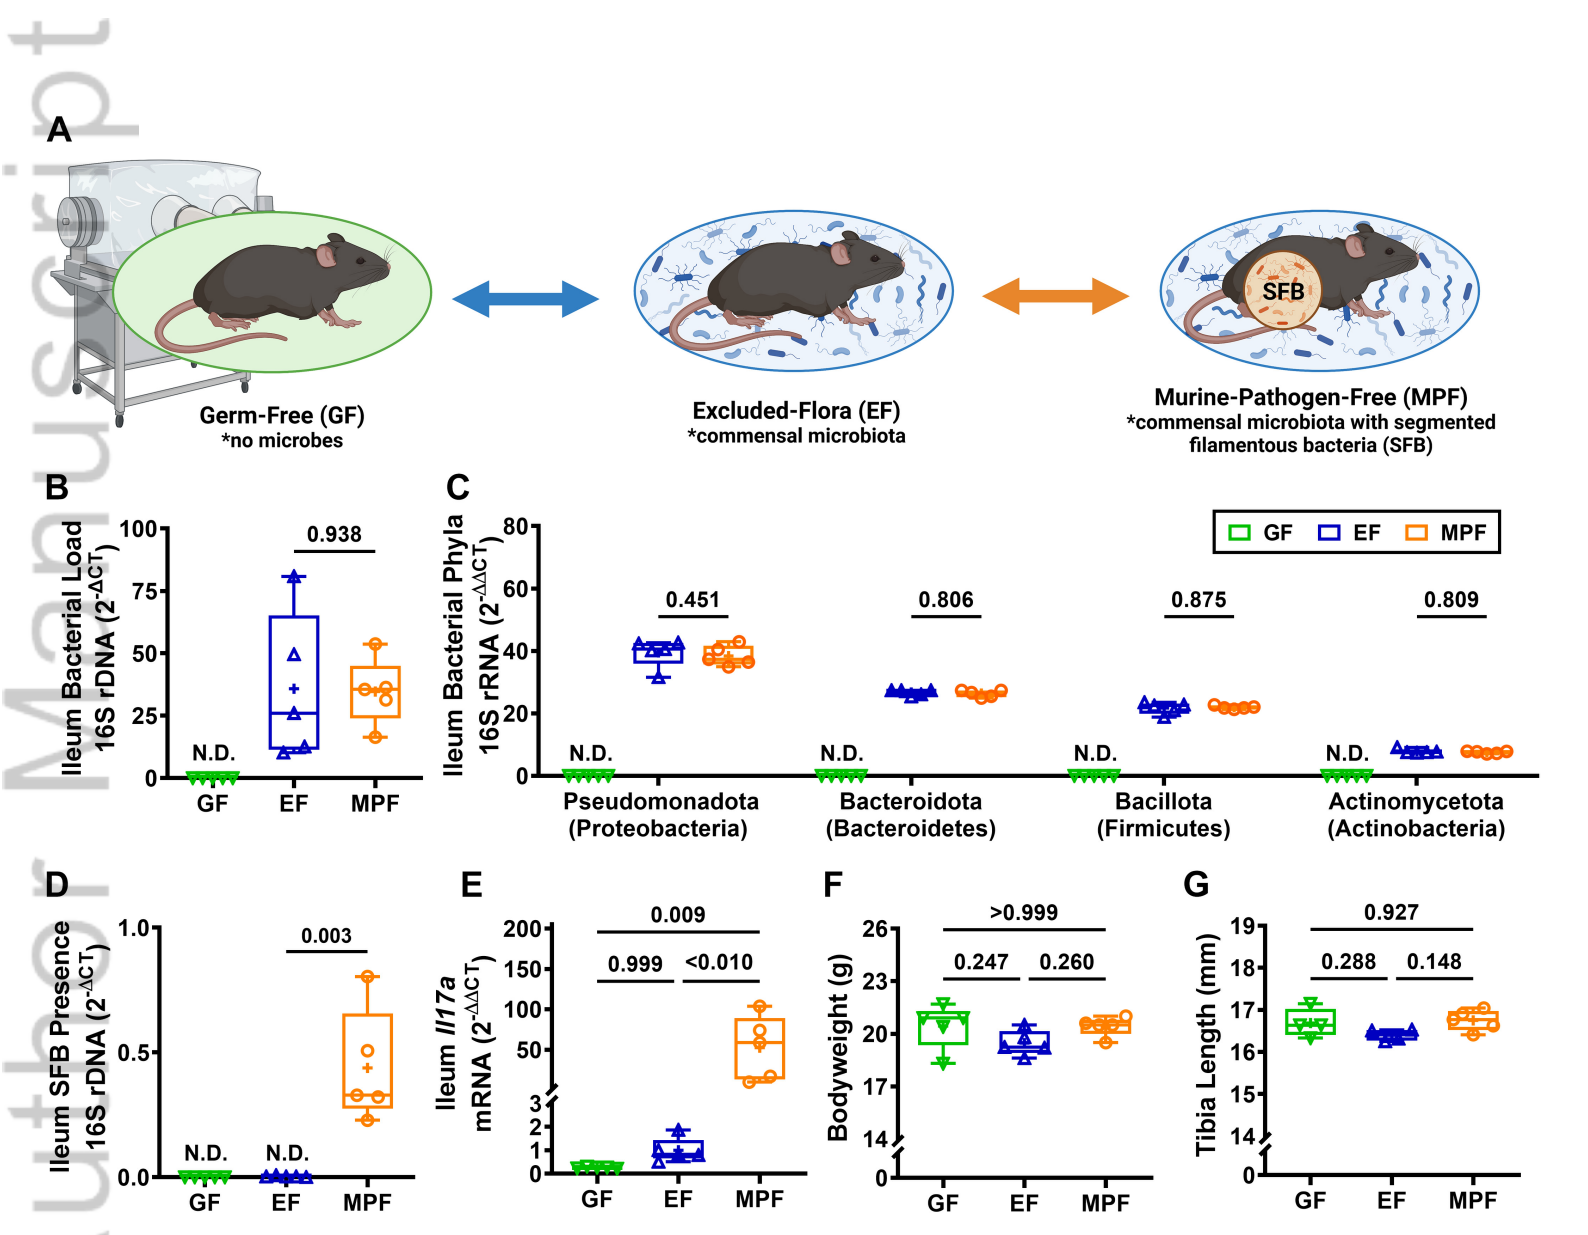 Author Manuscript
A
SFB
Germ-Free (GF)
*no microbes
Excluded-Flora (EF)
*commensal microbiota
Murine-Pathogen-Free (MPF)
*commensal microbiota with segmented
filamentous bacteria (SFB)
B
Ileum Bacterial Load
16S rDNA (2^-ΔCT)
100
75
50
25
0
0.938
N.D.
GF EF MPF
C
Ileum Bacterial Phyla
16S rRNA (2^-ΔΔCT)
80
60
40
20
0
GF EF MPF
0.451 0.806 0.875 0.809
N.D. N.D. N.D. N.D.
Pseudomonadota
(Proteobacteria)
Bacteroidota
(Bacteroidetes)
Bacillota
(Firmicutes)
Actinomycetota
(Actinobacteria)
D
Ileum SFB Presence
16S rDNA (2^-ΔCT)
1.0
0.5
0.0
0.003
N.D. N.D.
GF EF MPF
E
Ileum Il17a
mRNA (2^-ΔΔCT)
200
150
100
50
3
2
1
0
0.009
0.999 <0.010
GF EF MPF
F
Bodyweight (g)
26
23
20
17
14
0
>0.999
0.247 0.260
GF EF MPF
G
Tibia Length (mm)
19
18
17
16
15
14
0
0.927
0.288 0.148
GF EF MPF